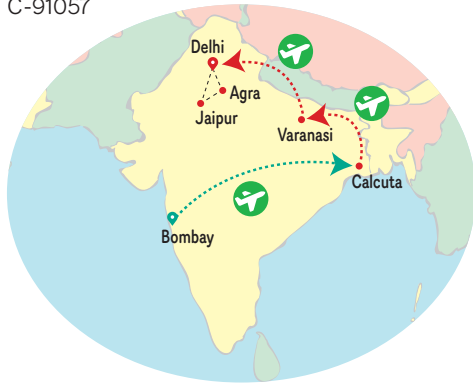 C-91057
Delhi
Agra
Jaipur
Varanasi
Calcuta
Bombay